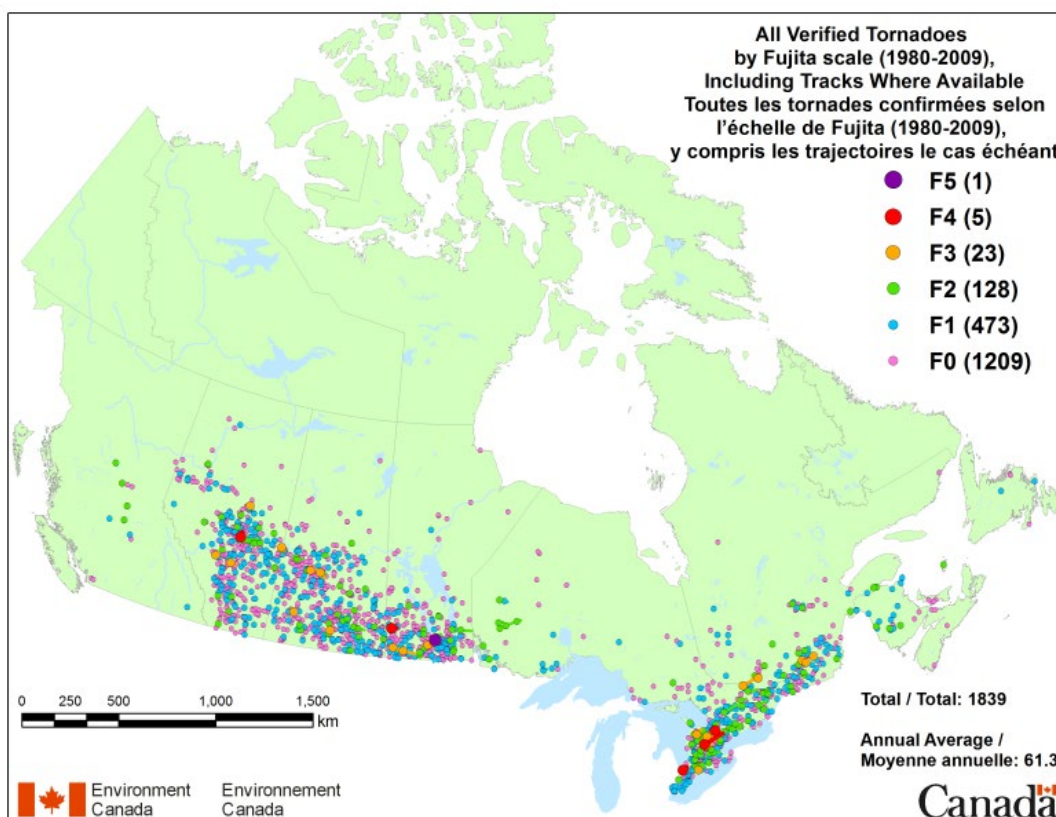 All Verified Tornadoes
by Fujita scale (1980-2009),
Including Tracks Where Available
Toutes les tornades confirmées selon
l'échelle de Fujita (1980-2009),
y compris les trajectoires le cas échéant
F5 (1)
F4 (5)
F3 (23)
F2 (128)
F1 (473)
F0 (1209)
0 250 500 1,000 1,500
km
Total / Total: 1839
Annual Average /
Moyenne annuelle: 61.3
Environment Environnement
Canada Canada
Canada